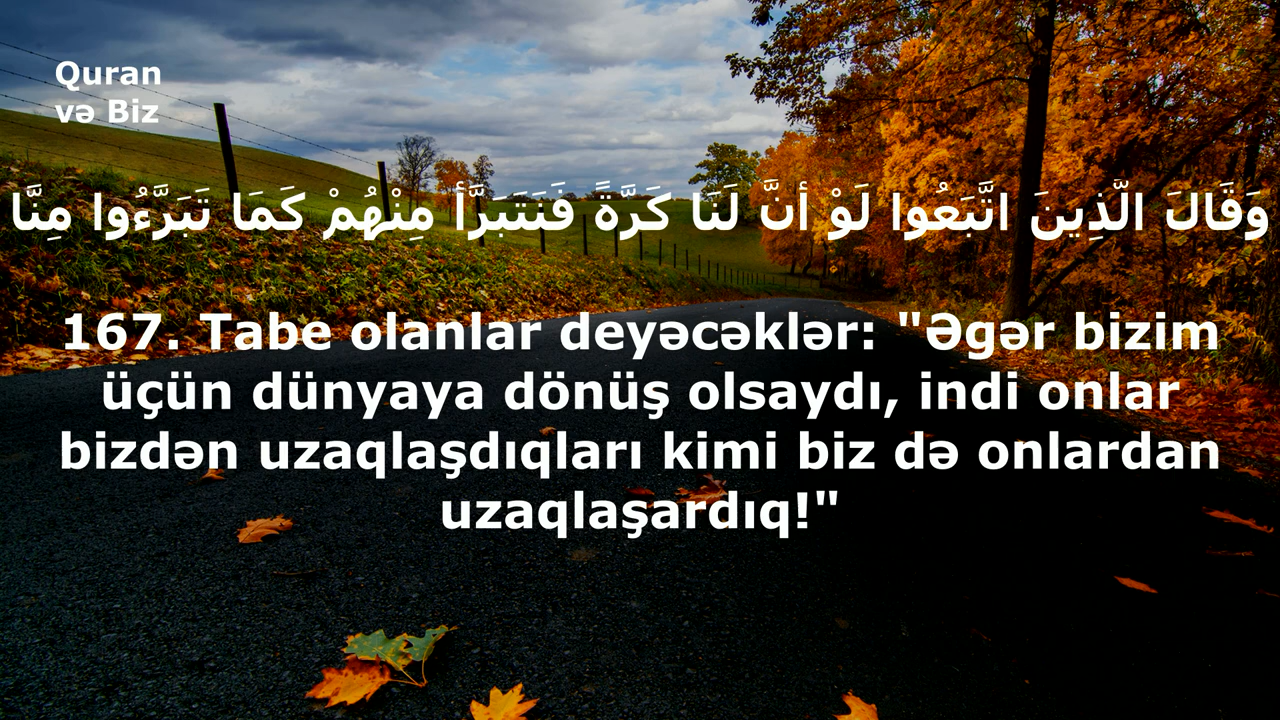 Quran
və Biz
وَقَالَ الَّذِينَ اتَّبَعُوا لَوْ أَنَّ لَنَا كَرَّةً فَنَتَبَرَّأَ مِنْهُمْ كَمَا تَبَرَّءُوا مِنَّا
167. Tabe olanlar deyəcəklər: "Əgər bizim
üçün dünyaya dönüş olsaydı, indi onlar
bizdən uzaqlaşdıqları kimi biz də onlardan
uzaqlaşardıq!"